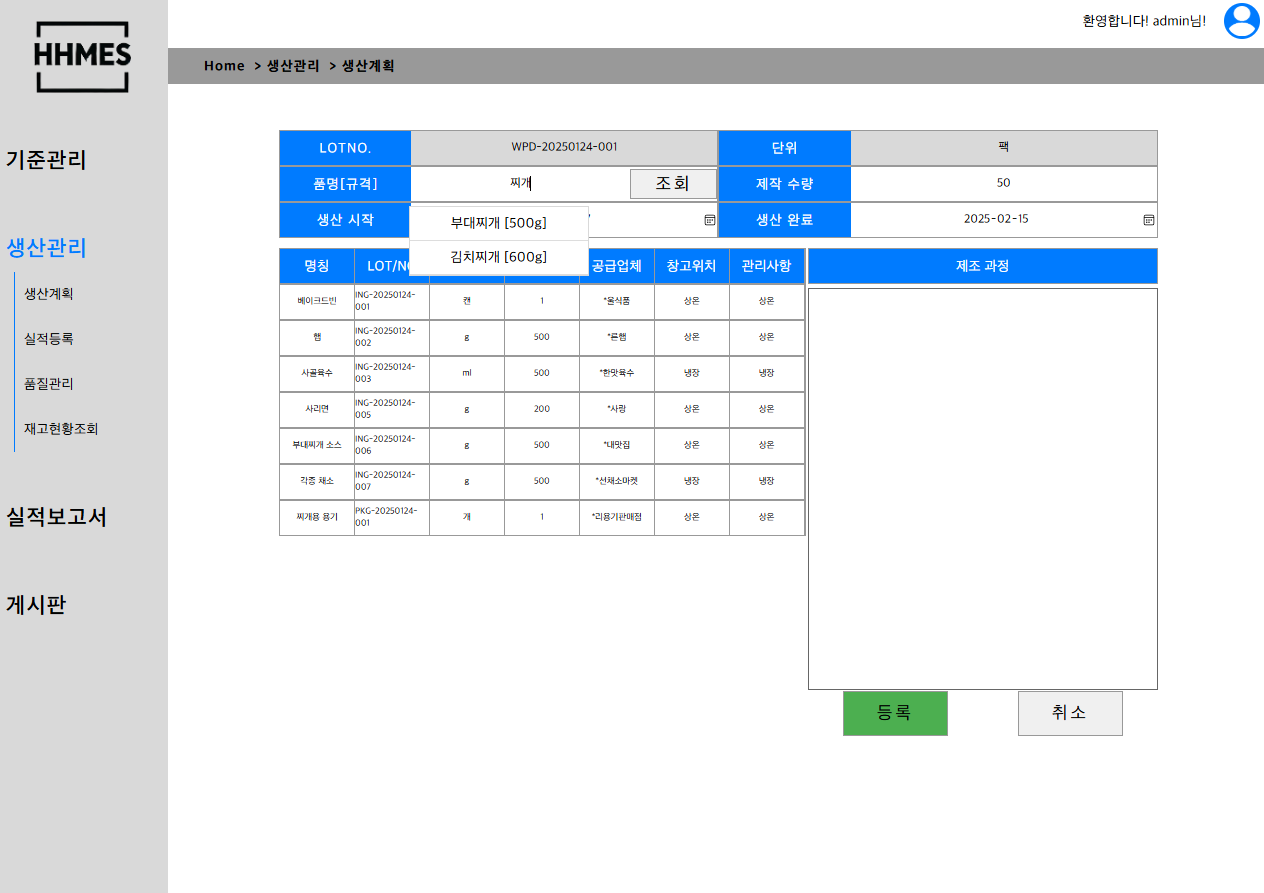 HHMES
환영합니다! admin님!
Home > 생산관리 > 생산계획
기준관리
생산관리
생산계획
실적등록
품질관리
재고현황조회
실적보고서
게시판
LOTNO. WPD-20250124-001 단위 팩
품명[규격] 찌개 조회 제작 수량 50
생산 시작 생산 완료 2025-02-15
부대찌개 [500g]
김치찌개 [600g]
명칭 LOT/NO 공급업체 창고위치 관리사항 제조 과정
베이크드빈 ING-20250124-001 캔 1 *울식품 상온 상온
햄 ING-20250124-002 g 500 *른햄 상온 상온
사골육수 ING-20250124-003 ml 500 *한맛육수 냉장 냉장
사리면 ING-20250124-005 g 200 *사랑 상온 상온
부대찌개 소스 ING-20250124-006 g 500 *대맛집 상온 상온
각종 채소 ING-20250124-007 g 500 *선채소마켓 냉장 냉장
찌개용 용기 PKG-20250124-001 개 1 *리용기판매점 상온 상온
등록 취소